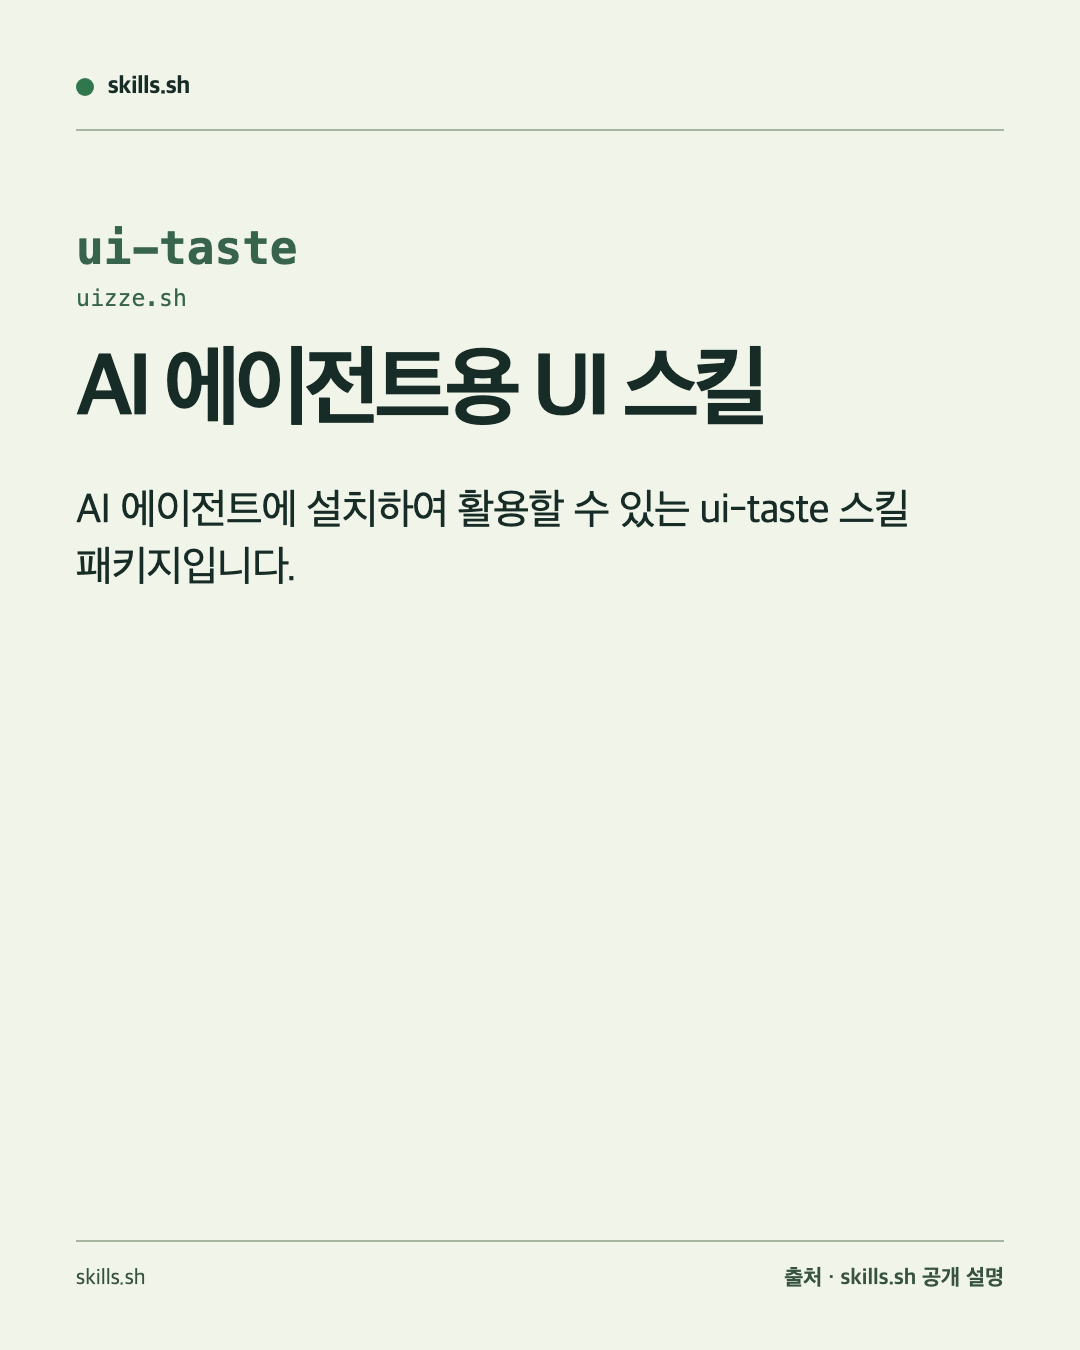 skills.sh
ui-taste
uizze.sh
AI 에이전트용 UI 스킬
AI 에이전트에 설치하여 활용할 수 있는 ui-taste 스킬
패키지입니다.
skills.sh
출처 · skills.sh 공개 설명